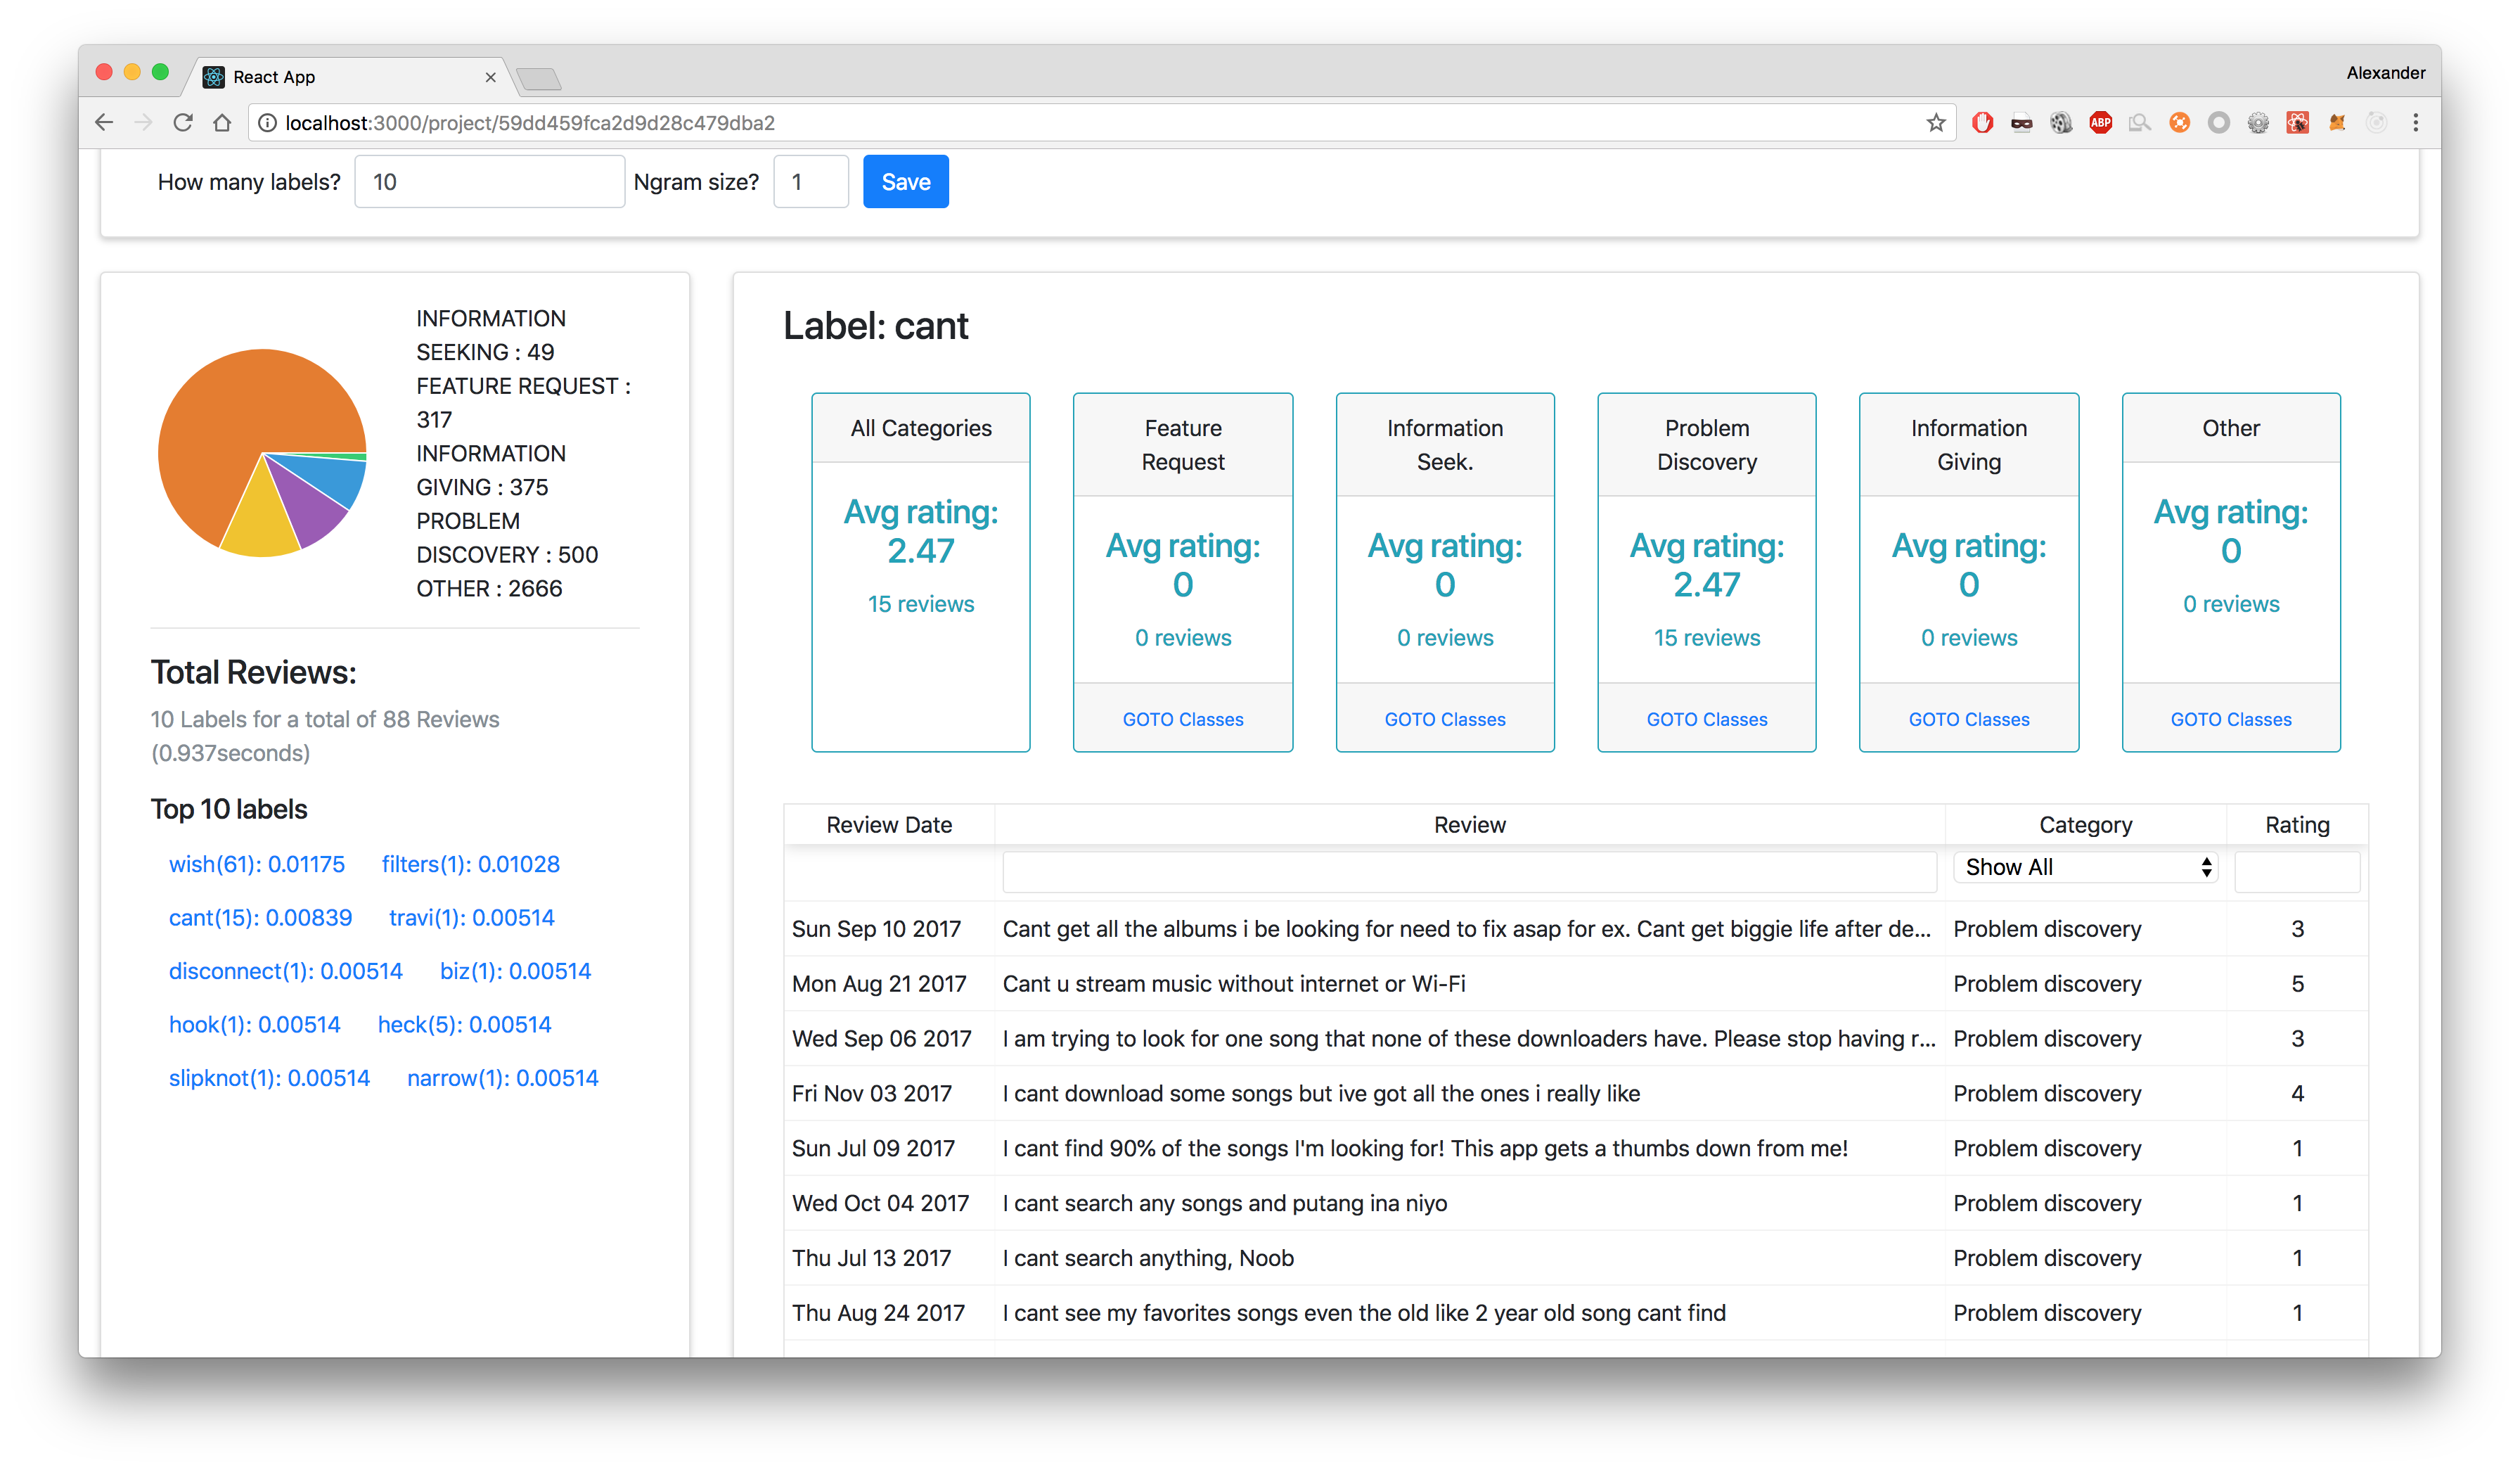 React App
Alexander
localhost:3000/project/59dd459fca2d9d28c479dba2
ABP
How many labels? 10 Ngram size? 1 Save
INFORMATION
SEEKING : 49
FEATURE REQUEST :
317
INFORMATION
GIVING : 375
PROBLEM
DISCOVERY : 500
OTHER : 2666
Total Reviews:
10 Labels for a total of 88 Reviews
(0.937seconds)
Top 10 labels
wish(61): 0.01175 filters(1): 0.01028
cant(15): 0.00839 travi(1): 0.00514
disconnect(1): 0.00514 biz(1): 0.00514
hook(1): 0.00514 heck(5): 0.00514
slipknot(1): 0.00514 narrow(1): 0.00514
Label: cant
All Categories
Avg rating:
2.47
15 reviews
Feature
Request
Avg rating:
0
0 reviews
GOTO Classes
Information
Seek.
Avg rating:
0
0 reviews
GOTO Classes
Problem
Discovery
Avg rating:
2.47
15 reviews
GOTO Classes
Information
Giving
Avg rating:
0
0 reviews
GOTO Classes
Other
Avg rating:
0
0 reviews
GOTO Classes
Review Date Review Category Rating
Show All
Sun Sep 10 2017 Cant get all the albums i be looking for need to fix asap for ex. Cant get biggie life after de... Problem discovery 3
Mon Aug 21 2017 Cant u stream music without internet or Wi-Fi Problem discovery 5
Wed Sep 06 2017 I am trying to look for one song that none of these downloaders have. Please stop having r... Problem discovery 3
Fri Nov 03 2017 I cant download some songs but ive got all the ones i really like Problem discovery 4
Sun Jul 09 2017 I cant find 90% of the songs I'm looking for! This app gets a thumbs down from me! Problem discovery 1
Wed Oct 04 2017 I cant search any songs and putang ina niyo Problem discovery 1
Thu Jul 13 2017 I cant search anything, Noob Problem discovery 1
Thu Aug 24 2017 I cant see my favorites songs even the old like 2 year old song cant find Problem discovery 1